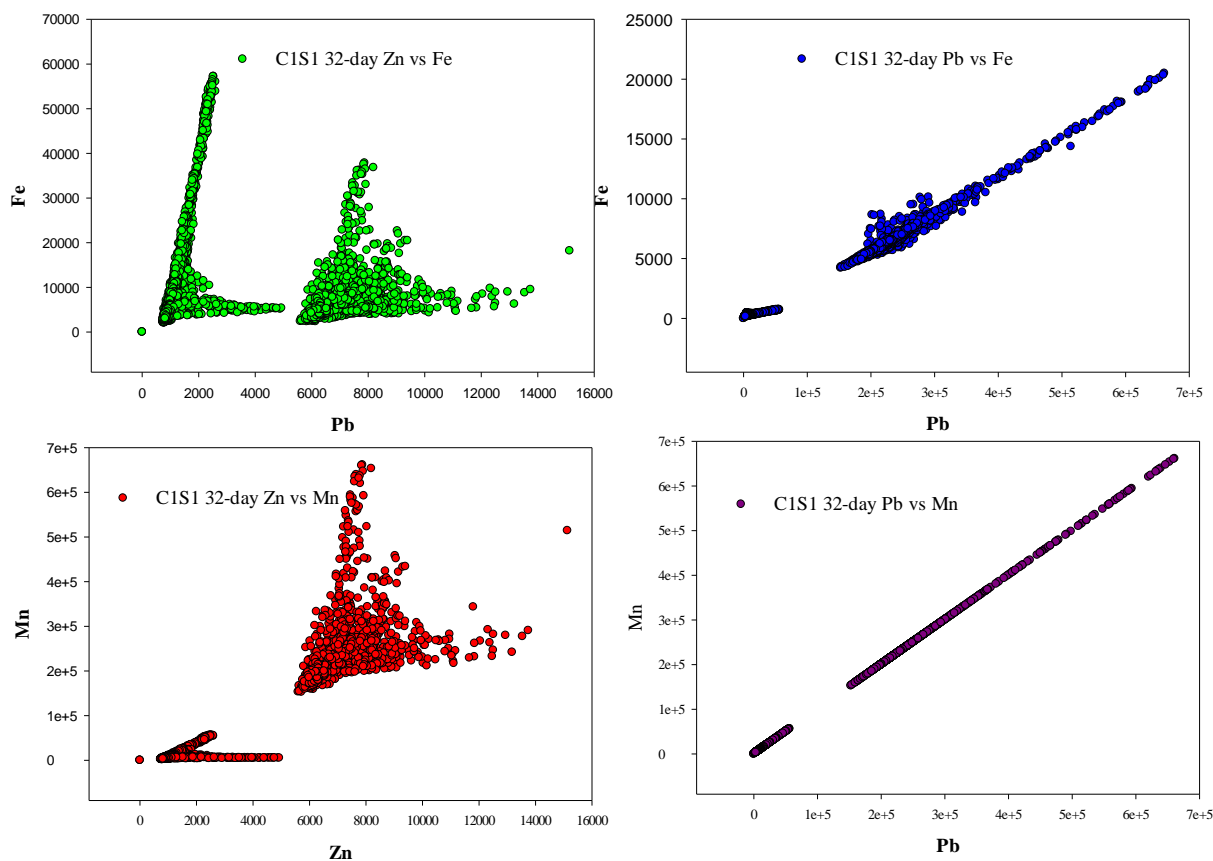 70000
60000
50000
40000
30000
20000
10000
0
Fe
C1S1 32-day Zn vs Fe
0 2000 4000 6000 8000 10000 12000 14000 16000
Pb
25000
20000
15000
10000
5000
0
Fe
C1S1 32-day Pb vs Fe
0 1e+5 2e+5 3e+5 4e+5 5e+5 6e+5 7e+5
Pb
7e+5
6e+5
5e+5
4e+5
3e+5
2e+5
1e+5
0
Mn
C1S1 32-day Zn vs Mn
0 2000 4000 6000 8000 10000 12000 14000 16000
Zn
7e+5
6e+5
5e+5
4e+5
3e+5
2e+5
1e+5
0
Mn
C1S1 32-day Pb vs Mn
0 1e+5 2e+5 3e+5 4e+5 5e+5 6e+5 7e+5
Pb